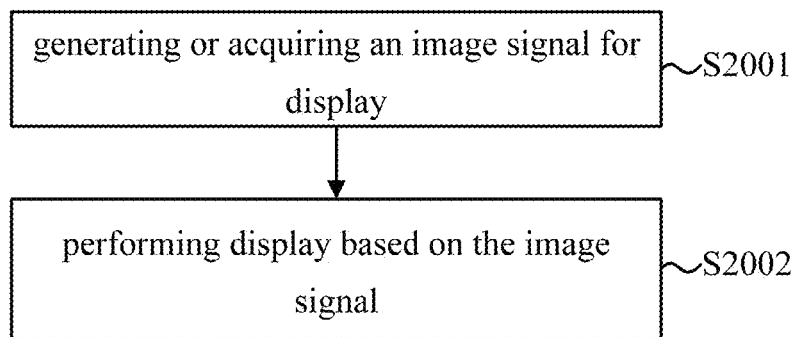 generating or acquiring an image signal for
display
S2001
performing display based on the image
signal
S2002